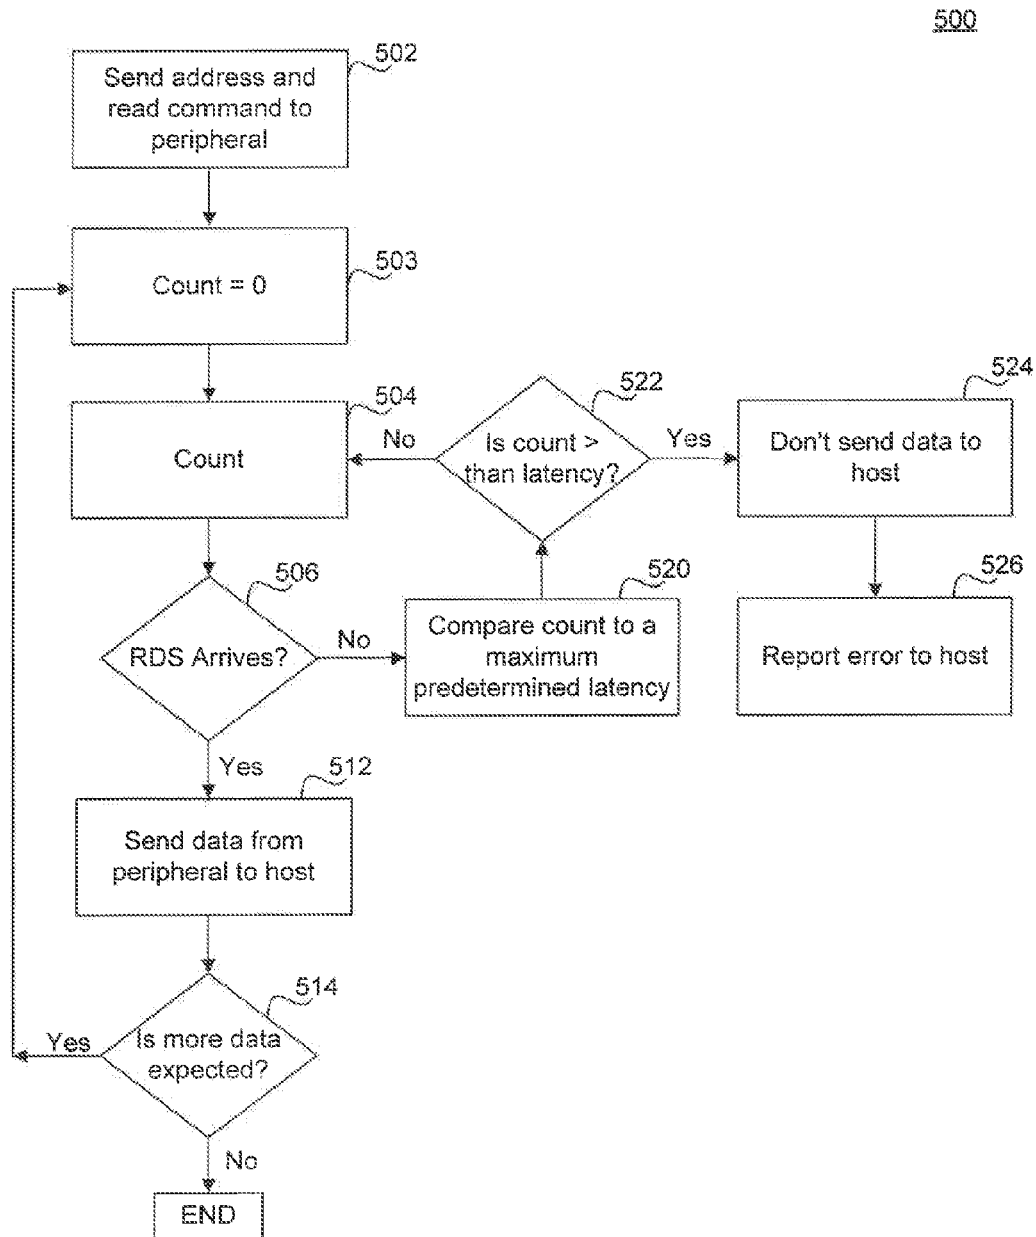 500
502
Send address and
read command to
peripheral
503
Count = 0
504
Count
No
522
Is count >
than latency?
Yes
524
Don't send data to
host
506
RDS Arrives?
No
520
Compare count to a
maximum
predetermined latency
526
Report error to host
Yes
512
Send data from
peripheral to host
514
Is more data
expected?
Yes
No
END